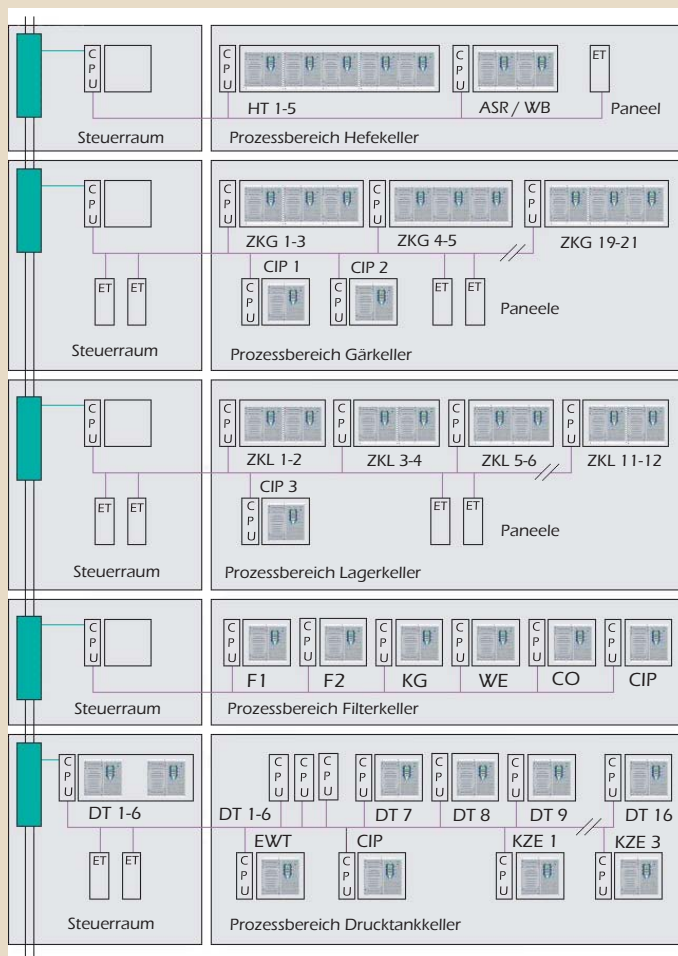 CPU CPU CPU ET
HT 1-5 ASR / WB Paneel
Steuerraum Prozessbereich Hefekeller
CPU CPU CPU CPU
ZKG 1-3 ZKG 4-5 ZKG 19-21
CIP 1 CIP 2
ET ET CPU CPU ET ET Paneele
Steuerraum Prozessbereich Gärkeller
CPU CPU CPU CPU CPU
ZKL 1-2 ZKL 3-4 ZKL 5-6 ZKL 11-12
CIP 3
ET ET CPU ET ET Paneele
Steuerraum Prozessbereich Lagerkeller
CPU CPU CPU CPU CPU CPU CPU
F1 F2 KG WE CO CIP
Steuerraum Prozessbereich Filterkeller
CPU CPU CPU CPU CPU CPU CPU CPU
DT 1-6 DT 1-6 DT 7 DT 8 DT 9 DT 16
EWT CIP KZE 1 KZE 3
ET ET CPU CPU CPU CPU
Steuerraum Prozessbereich Drucktankkeller